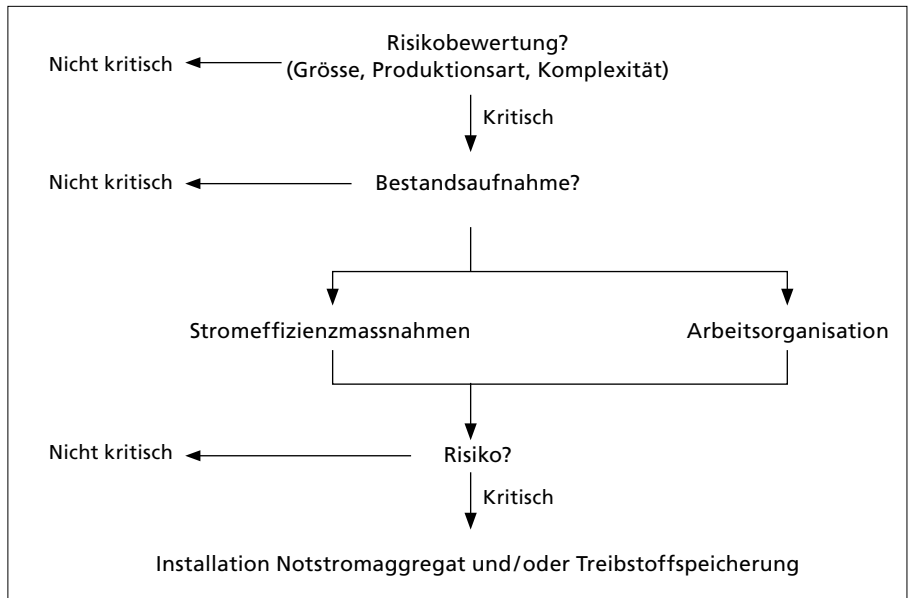 Risikobewertung?
(Grösse, Produktionsart, Komplexität)
Nicht kritisch
Kritisch
Nicht kritisch
Bestandsaufnahme?
Stromeffizienzmassnahmen
Arbeitsorganisation
Nicht kritisch
Risiko?
Kritisch
Installation Notstromaggregat und/oder Treibstoffspeicherung